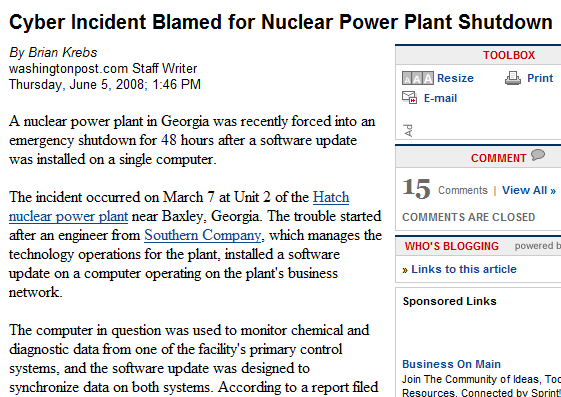 Cyber Incident Blamed for Nuclear Power Plant Shutdown
By Brian Krebs
washingtonpost.com Staff Writer
Thursday, June 5, 2008; 1:46 PM
A nuclear power plant in Georgia was recently forced into an
emergency shutdown for 48 hours after a software update
was installed on a single computer.
The incident occurred on March 7 at Unit 2 of the Hatch
nuclear power plant near Baxley, Georgia. The trouble started
after an engineer from Southern Company, which manages the
technology operations for the plant, installed a software
update on a computer operating on the plant's business
network.
The computer in question was used to monitor chemical and
diagnostic data from one of the facility's primary control
systems, and the software update was designed to
synchronize data on both systems. According to a report filed
TOOLBOX
AAA Resize
Print
E-mail
Ad
COMMENT
15 Comments | View All »
COMMENTS ARE CLOSED
WHO'S BLOGGING powered b
» Links to this article
Sponsored Links
Business On Main
Join The Community of Ideas, Too
Resources. Connected by Sprint!